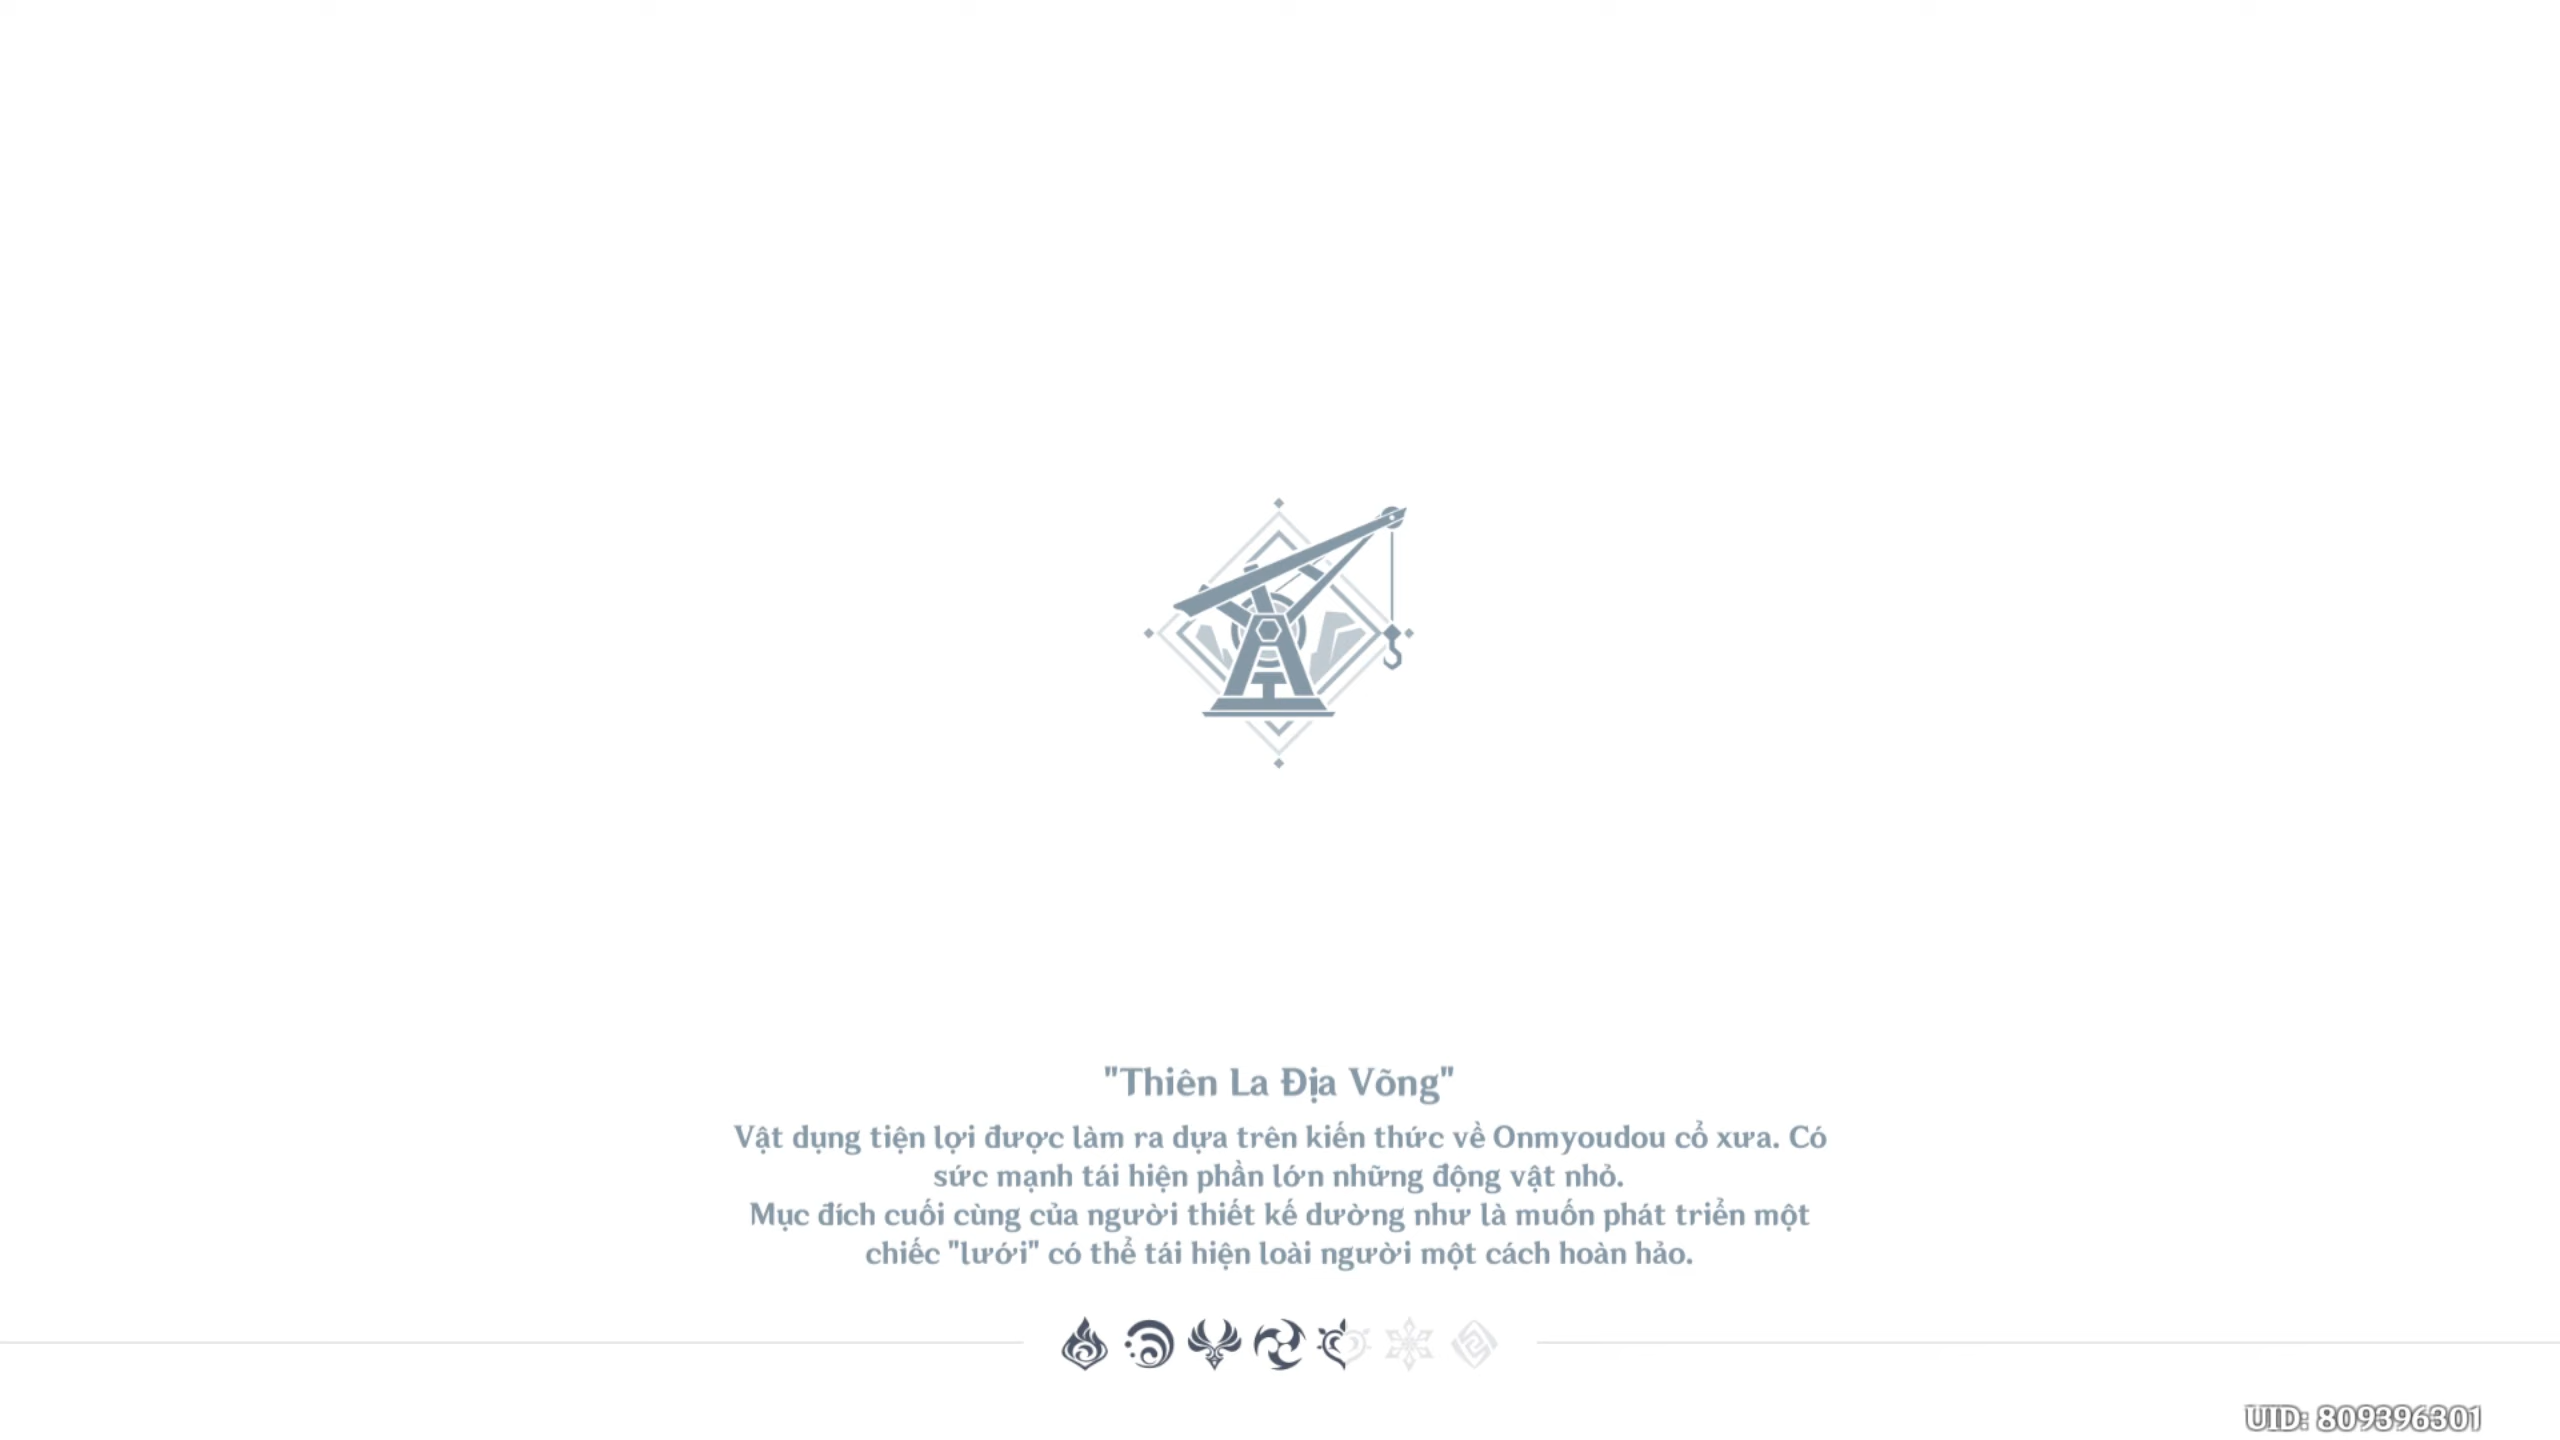 "Thiên La Địa Võng"
Vật dụng tiện lợi được làm ra dựa trên kiến thức về Onmyoudou cổ xưa. Có
sức mạnh tái hiện phần lớn những động vật nhỏ.
Mục đích cuối cùng của người thiết kế dường như là muốn phát triển một
chiếc "lưới" có thể tái hiện loài người một cách hoàn hảo.
UID: 809396301